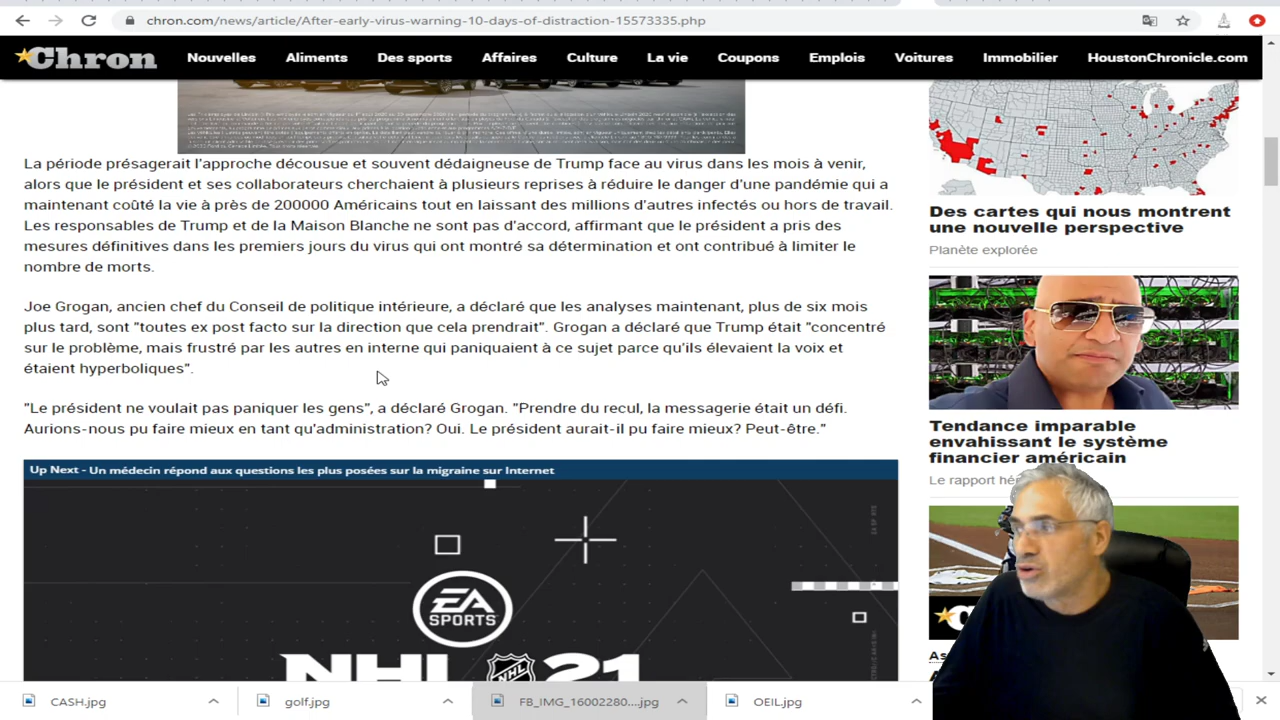 chron.com/news/article/After-early-virus-warning-10-days-of-distraction-15573335.php
Chron
Nouvelles Aliments Des sports Affaires Culture La vie Coupons Emplois Voitures Immobilier HoustonChronicle.com
La période présagerait l'approche décousue et souvent dédaigneuse de Trump face au virus dans les mois à venir,
alors que le président et ses collaborateurs cherchaient à plusieurs reprises à réduire le danger d'une pandémie qui a
maintenant coûté la vie à près de 200000 Américains tout en laissant des millions d'autres infectés ou hors de travail.
Les responsables de Trump et de la Maison Blanche ne sont pas d'accord, affirmant que le président a pris des
mesures définitives dans les premiers jours du virus qui ont montré sa détermination et ont contribué à limiter le
nombre de morts.
Joe Grogan, ancien chef du Conseil de politique intérieure, a déclaré que les analyses maintenant, plus de six mois
plus tard, sont "toutes ex post facto sur la direction que cela prendrait". Grogan a déclaré que Trump était "concentré
sur le problème, mais frustré par les autres en interne qui paniquaient à ce sujet parce qu'ils élevaient la voix et
étaient hyperboliques".
"Le président ne voulait pas paniquer les gens", a déclaré Grogan. "Prendre du recul, la messagerie était un défi.
Aurions-nous pu faire mieux en tant qu'administration? Oui. Le président aurait-il pu faire mieux? Peut-être."
Up Next - Un médecin répond aux questions les plus posées sur la migraine sur Internet
EA
SPORTS
NHL 21
Des cartes qui nous montrent
une nouvelle perspective
Planète explorée
Tendance imparable
envahissant le système
financier américain
Le rapport
As
CASH.jpg
golf.jpg
FB_IMG_16002280....jpg
OEIL.jpg